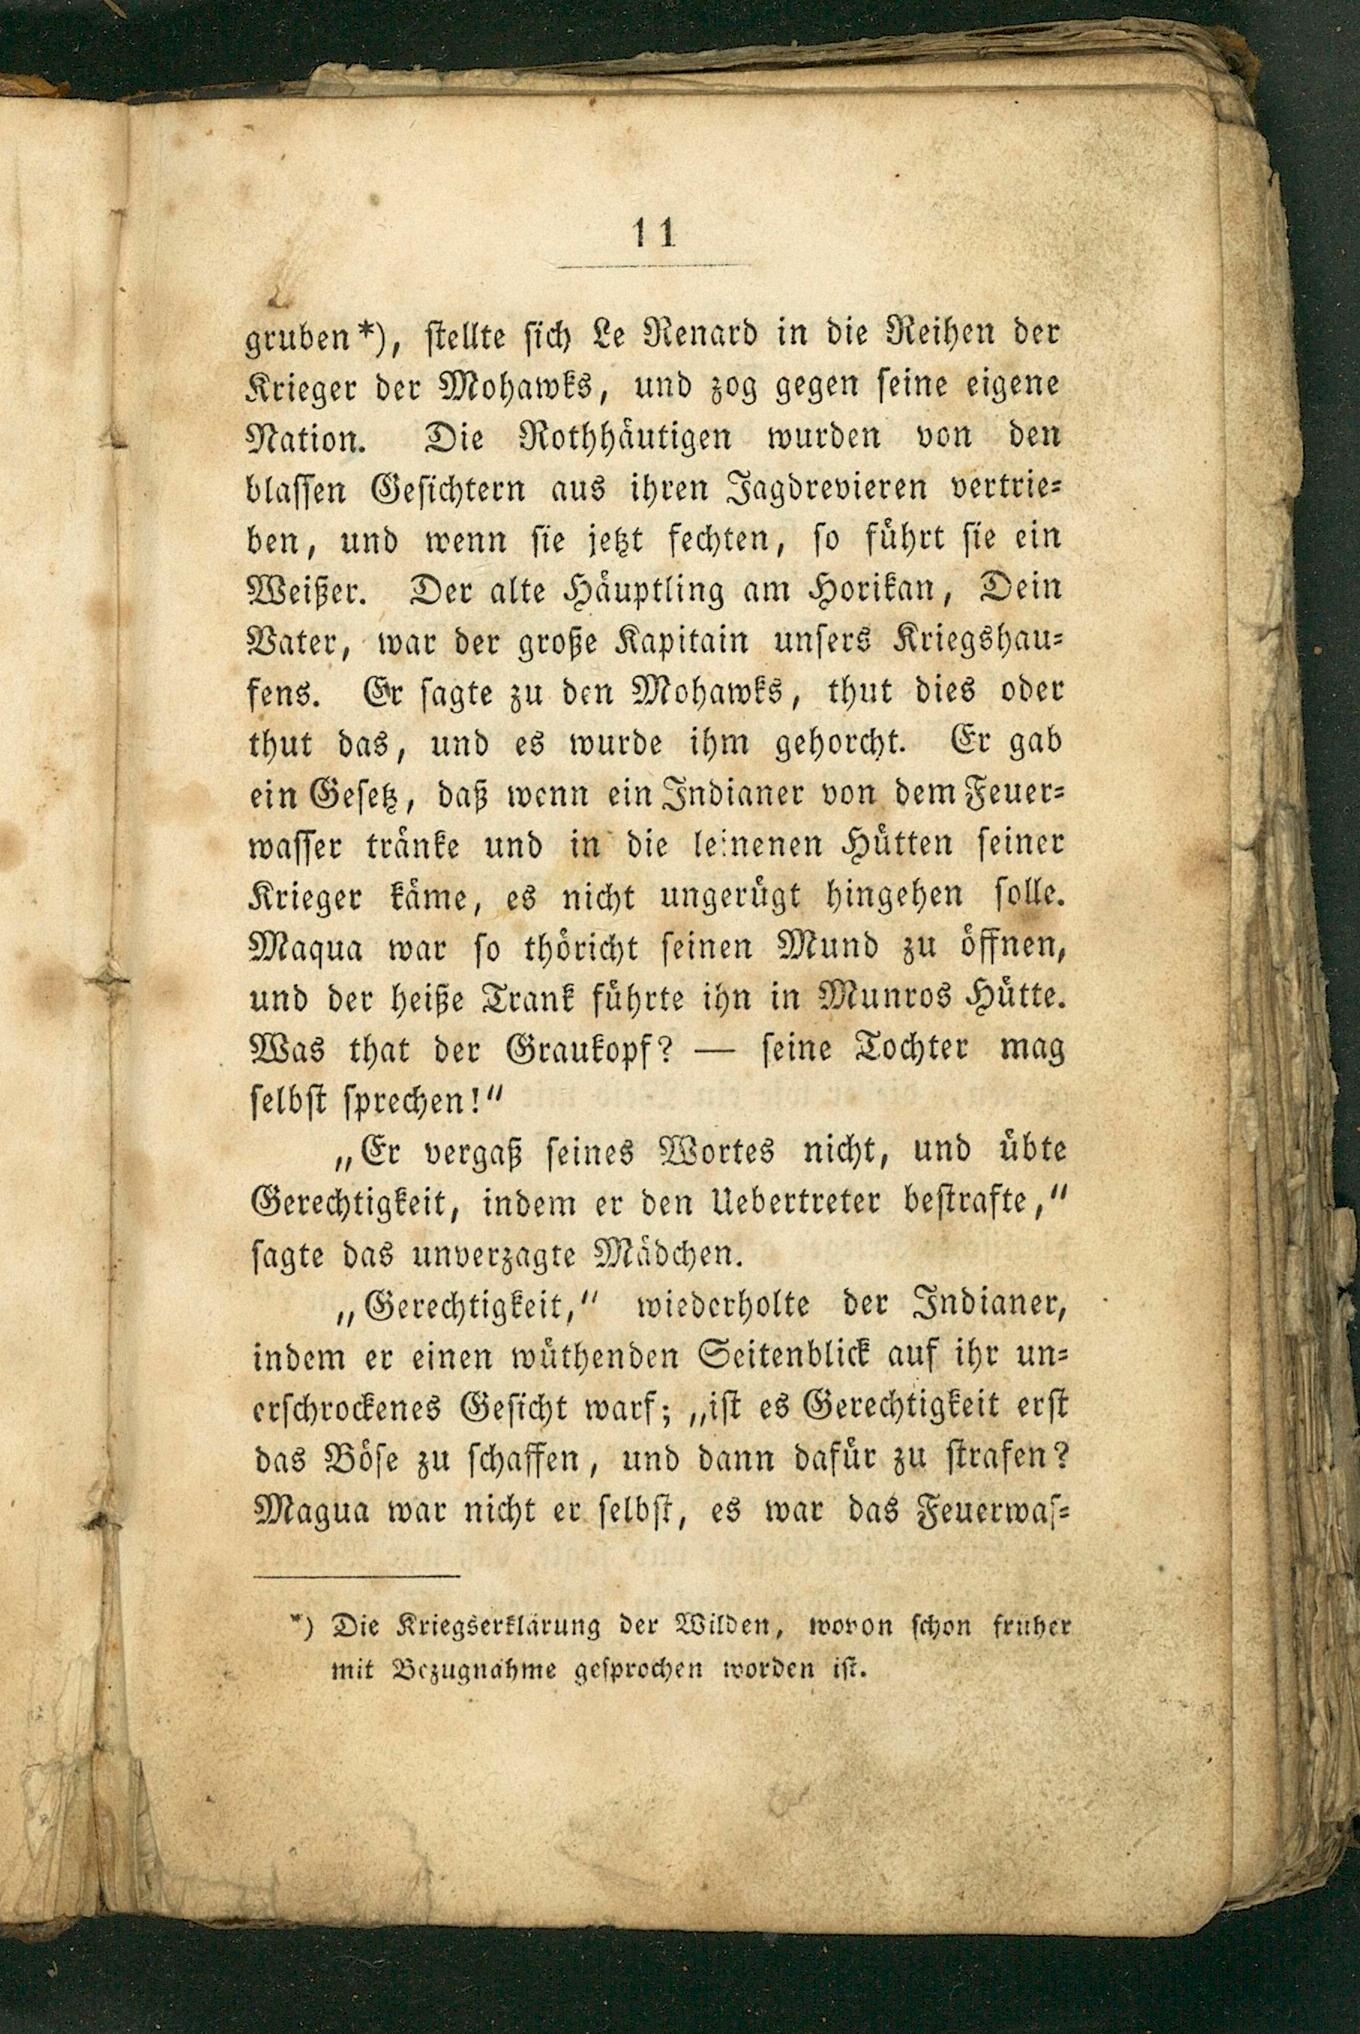 11
gruben*), stellte sich Le Renard in die Reihen der
Krieger der Mohawks, und zog gegen seine eigene
Nation. Die Rothhäutigen wurden von den
blassen Gesichtern aus ihren Jagdrevieren vertrie-
ben, und wenn sie jetzt fechten, so führt sie ein
Weißer. Der alte Häuptling am Horikan, Dein
Vater, war der große Kapitain unsers Kriegshau-
fens. Er sagte zu den Mohawks, thut dies oder
thut das, und es wurde ihm gehorcht. Er gab
ein Gesetz, daß wenn ein Indianer von dem Feuer-
wasser tränke und in die leinenen Hütten seiner
Krieger käme, es nicht ungerügt hingehen solle.
Maqua war so thöricht seinen Mund zu öffnen,
und der heiße Trank führte ihn in Munros Hütte.
Was that der Graukopf? — seine Tochter mag
selbst sprechen!"
„Er vergaß seines Wortes nicht, und übte
Gerechtigkeit, indem er den Uebertreter bestrafte,"
sagte das unverzagte Mädchen.
„Gerechtigkeit," wiederholte der Indianer,
indem er einen wüthenden Seitenblick auf ihr un-
erschrockenes Gesicht warf; „ist es Gerechtigkeit erst
das Böse zu schaffen, und dann dafür zu strafen?
Magua war nicht er selbst, es war das Feuerwas-
*) Die Kriegserklärung der Wilden, wovon schon früher
mit Bezugnahme gesprochen worden ist.